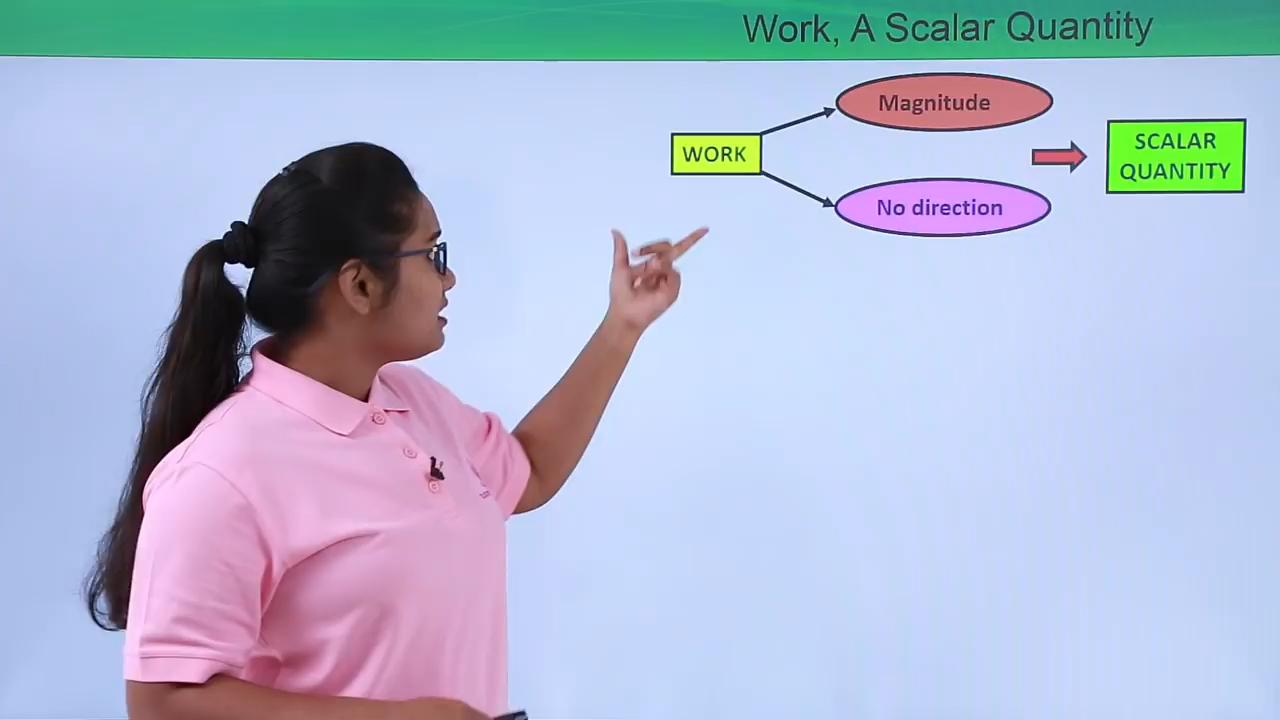 Work, A Scalar Quantity
Magnitude
WORK
SCALAR
QUANTITY
No direction